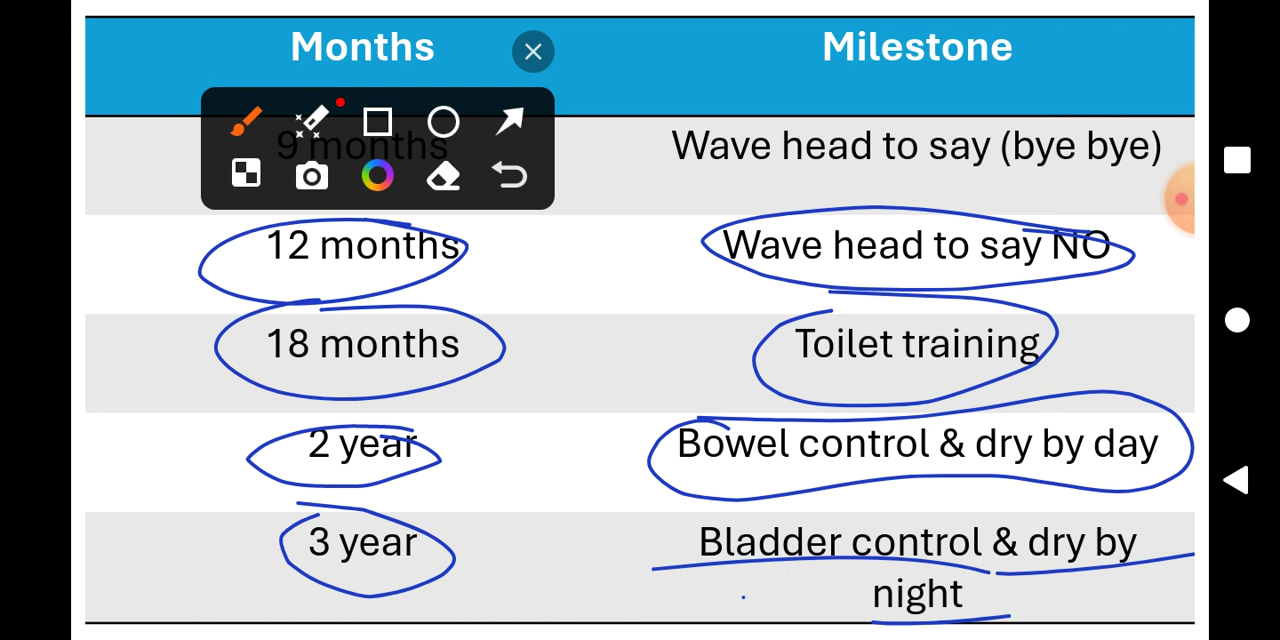 Months Milestone
9 months Wave head to say (bye bye)
12 months Wave head to say NO
18 months Toilet training
2 year Bowel control & dry by day
3 year Bladder control & dry by
night